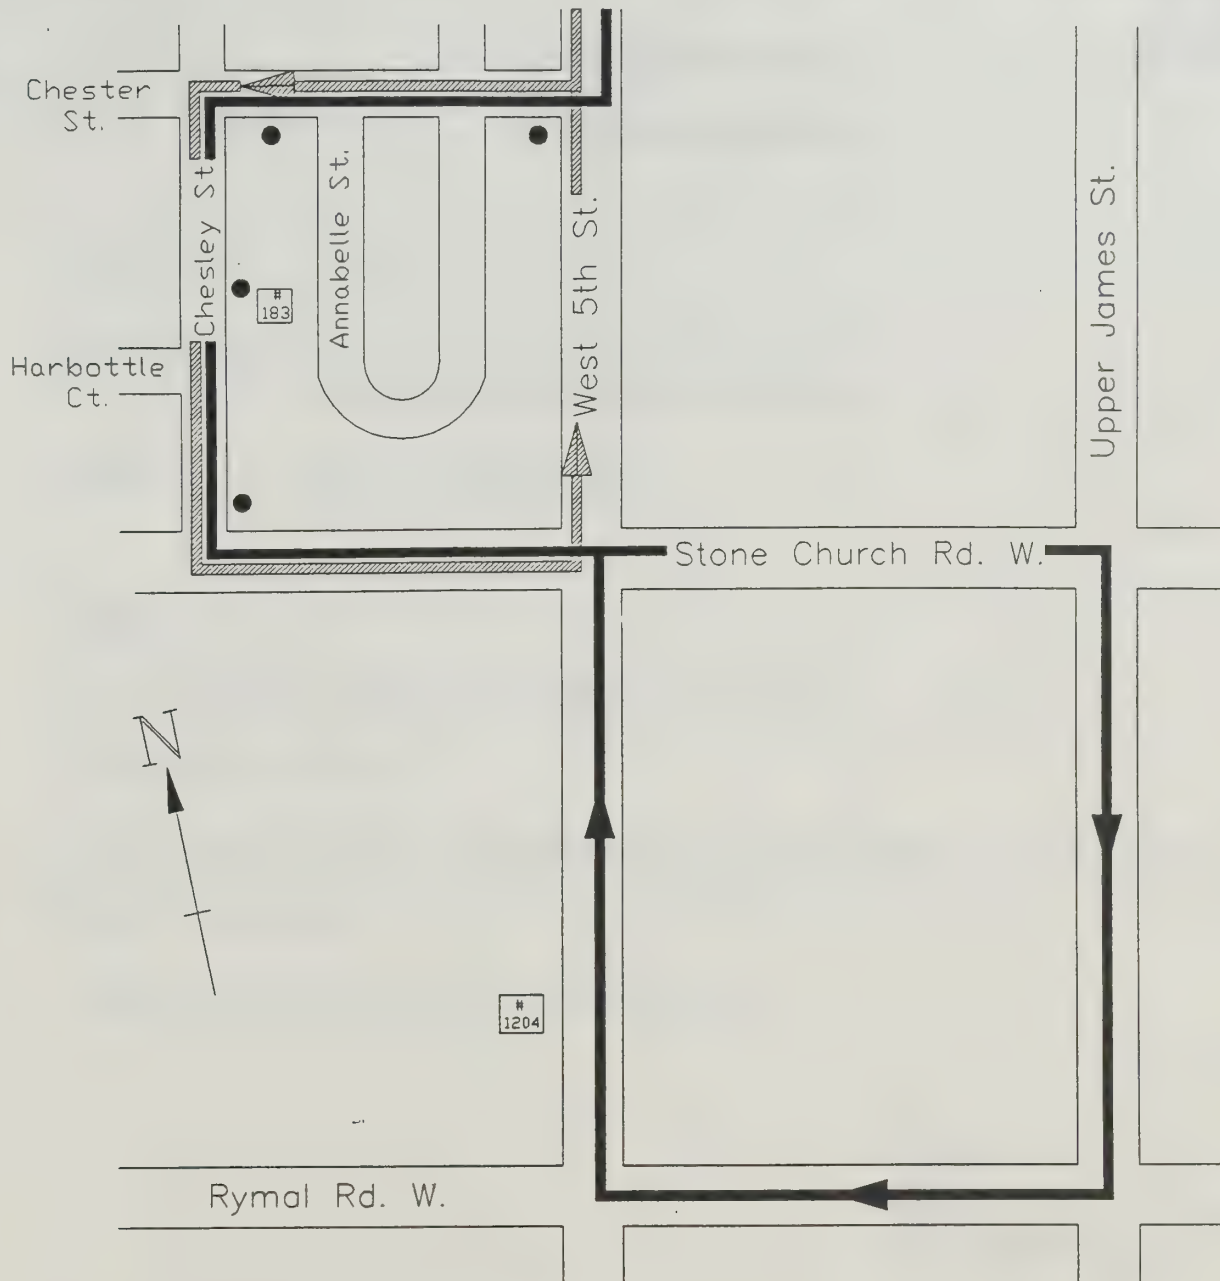 Chester
St.
Chesley St
Annabelle St.
West 5th St.
Upper James St.
#
183
Harbottle
Ct.
Stone Church Rd. W.
N
#
1204
Rymal Rd. W.